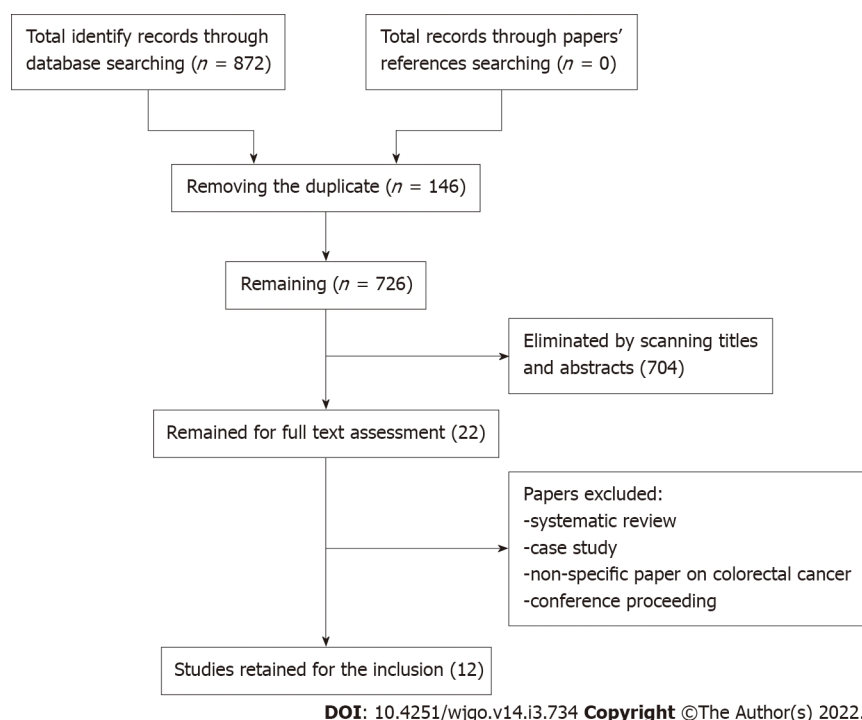 Total identify records through
database searching (n = 872)
Total records through papers’
references searching (n = 0)
Removing the duplicate (n = 146)
Remaining (n = 726)
Eliminated by scanning titles
and abstracts (704)
Remained for full text assessment (22)
Papers excluded:
-systematic review
-case study
-non-specific paper on colorectal cancer
-conference proceeding
Studies retained for the inclusion (12)
DOI: 10.4251/wjgo.v14.i3.734 Copyright ©The Author(s) 2022.